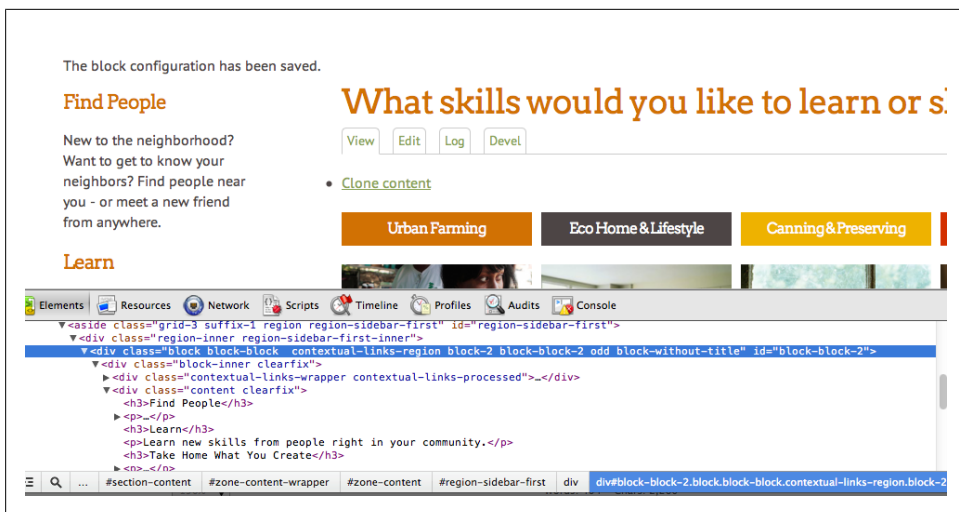 The block configuration has been saved.
Find People
What skills would you like to learn or
New to the neighborhood?
Want to get to know your
neighbors? Find people near
you - or meet a new friend
from anywhere.
View Edit Log Devel
• Clone content
Urban Farming Eco Home & Lifestyle Canning & Preserving
Learn
Elements Resources Network Scripts Timeline Profiles Audits Console
▼<aside class="grid-3 suffix-1 region region-sidebar-first" id="region-sidebar-first">
▼<div class="region-inner region-sidebar-first-inner">
▼<div class="block block-block  contextual-links-region block-2 block-block-2 odd block-without-title" id="block-block-2">
▼<div class="block-inner clearfix">
▶<div class="contextual-links-wrapper contextual-links-processed">…</div>
▼<div class="content clearfix">
<h3>Find People</h3>
▶<p>…</p>
<h3>Learn</h3>
<p>Learn new skills from people right in your community.</p>
<h3>Take Home What You Create</h3>
▶<p>…</p>
... #section-content #zone-content-wrapper #zone-content #region-sidebar-first div div#block-block-2.block.block-block.contextual-links-region.block-2